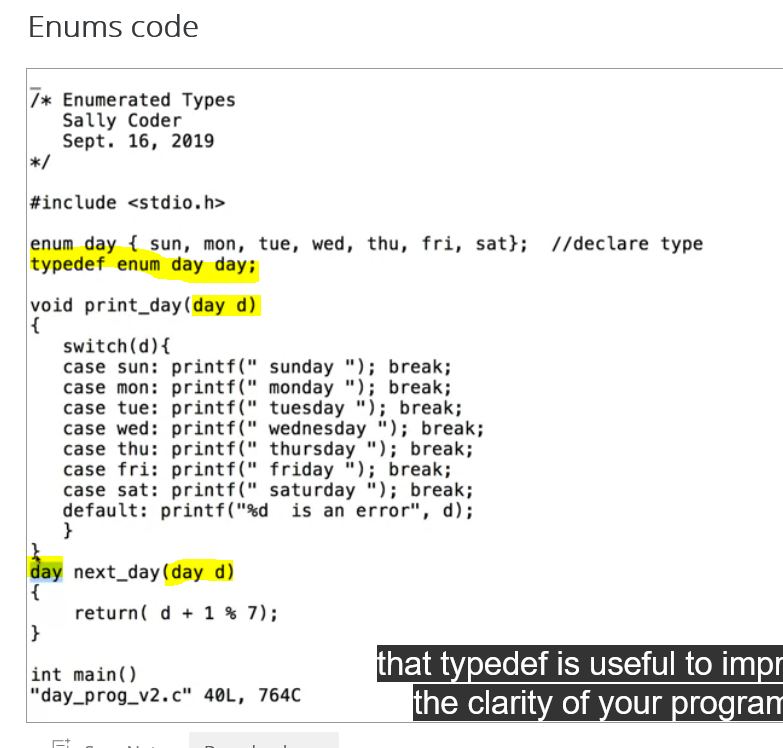 Enums code
/* Enumerated Types
Sally Coder
Sept. 16, 2019
*/
#include <stdio.h>
enum day { sun, mon, tue, wed, thu, fri, sat};  //declare type
typedef enum day day;
void print_day(day d)
{
switch(d){
case sun: printf(" sunday "); break;
case mon: printf(" monday "); break;
case tue: printf(" tuesday "); break;
case wed: printf(" wednesday "); break;
case thu: printf(" thursday "); break;
case fri: printf(" friday "); break;
case sat: printf(" saturday "); break;
default: printf("%d  is an error", d);
}
}
day next_day(day d)
{
return( d + 1 % 7);
}
int main()
"day_prog_v2.c" 40L, 764C
that typedef is useful to
the clarity of your